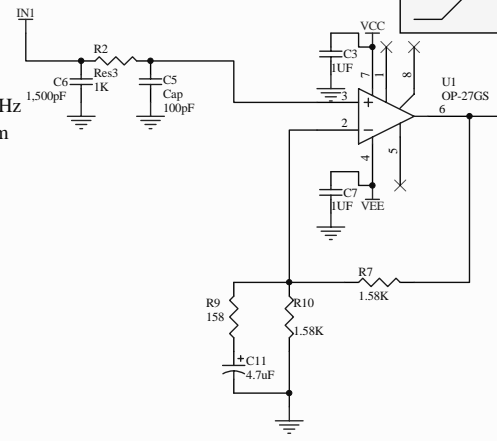 IN1
R2
Res3
1K
C6
1,500pF
C5
Cap
100pF
Hz
m
VCC
C3
1UF
7
1
8
3
2
U1
OP-27GS
6
4
5
C7
1UF
VEE
R7
1.58K
R9
158
R10
1.58K
C11
4.7uF